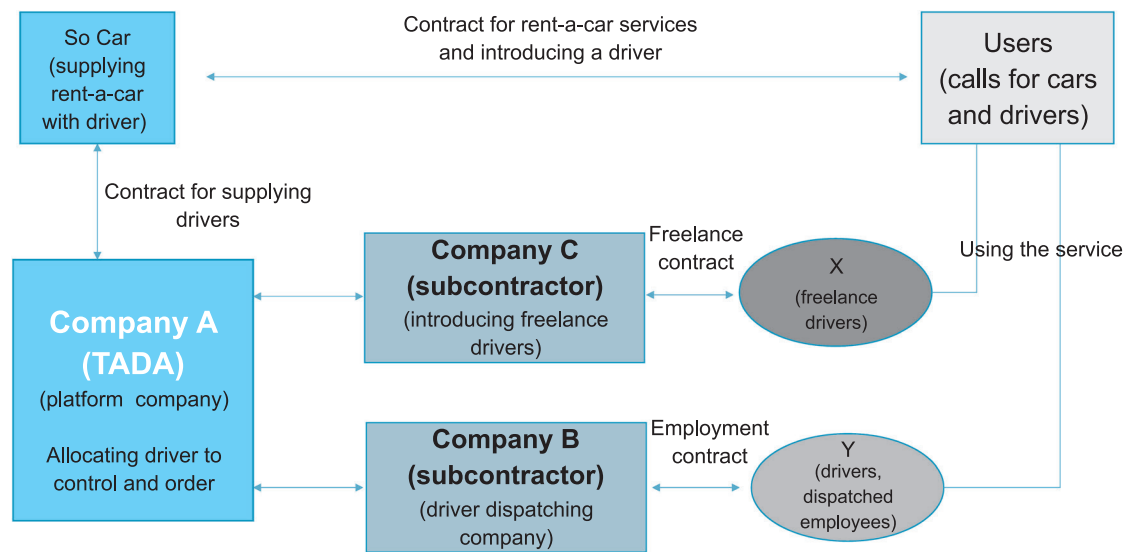 So Car
(supplying
rent-a-car
with driver)
Contract for rent-a-car services
and introducing a driver
Users
(calls for cars
and drivers)
Contract for supplying
drivers
Company A
(TADA)
(platform company)
Allocating driver to
control and order
Company C
(subcontractor)
(introducing freelance
drivers)
Freelance
contract
X
(freelance
drivers)
Using the service
Company B
(subcontractor)
(driver dispatching
company)
Employment
contract
Y
(drivers,
dispatched
employees)